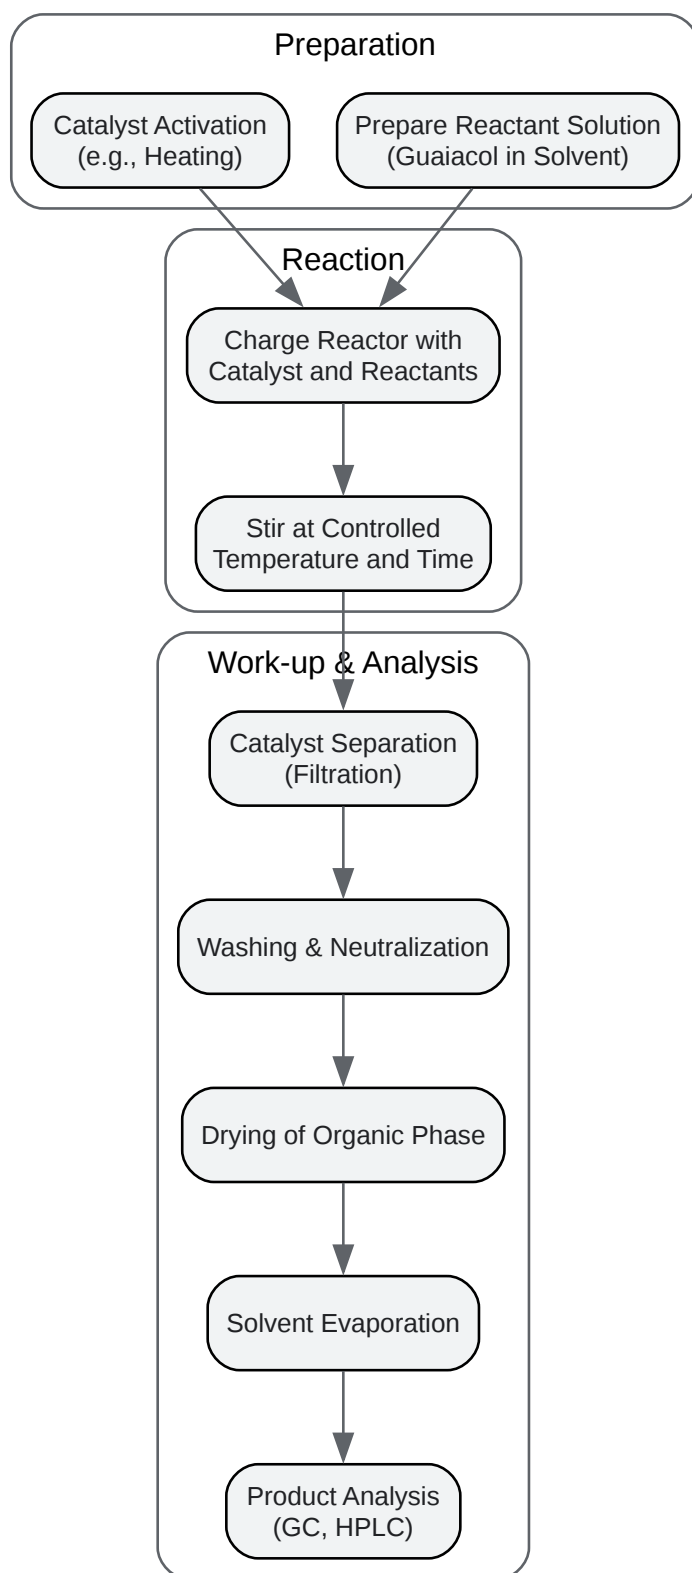 Preparation
Catalyst Activation
(e.g., Heating)
Prepare Reactant Solution
(Guaiacol in Solvent)
Reaction
Charge Reactor with
Catalyst and Reactants
Stir at Controlled
Temperature and Time
Work-up & Analysis
Catalyst Separation
(Filtration)
Washing & Neutralization
Drying of Organic Phase
Solvent Evaporation
Product Analysis
(GC, HPLC)